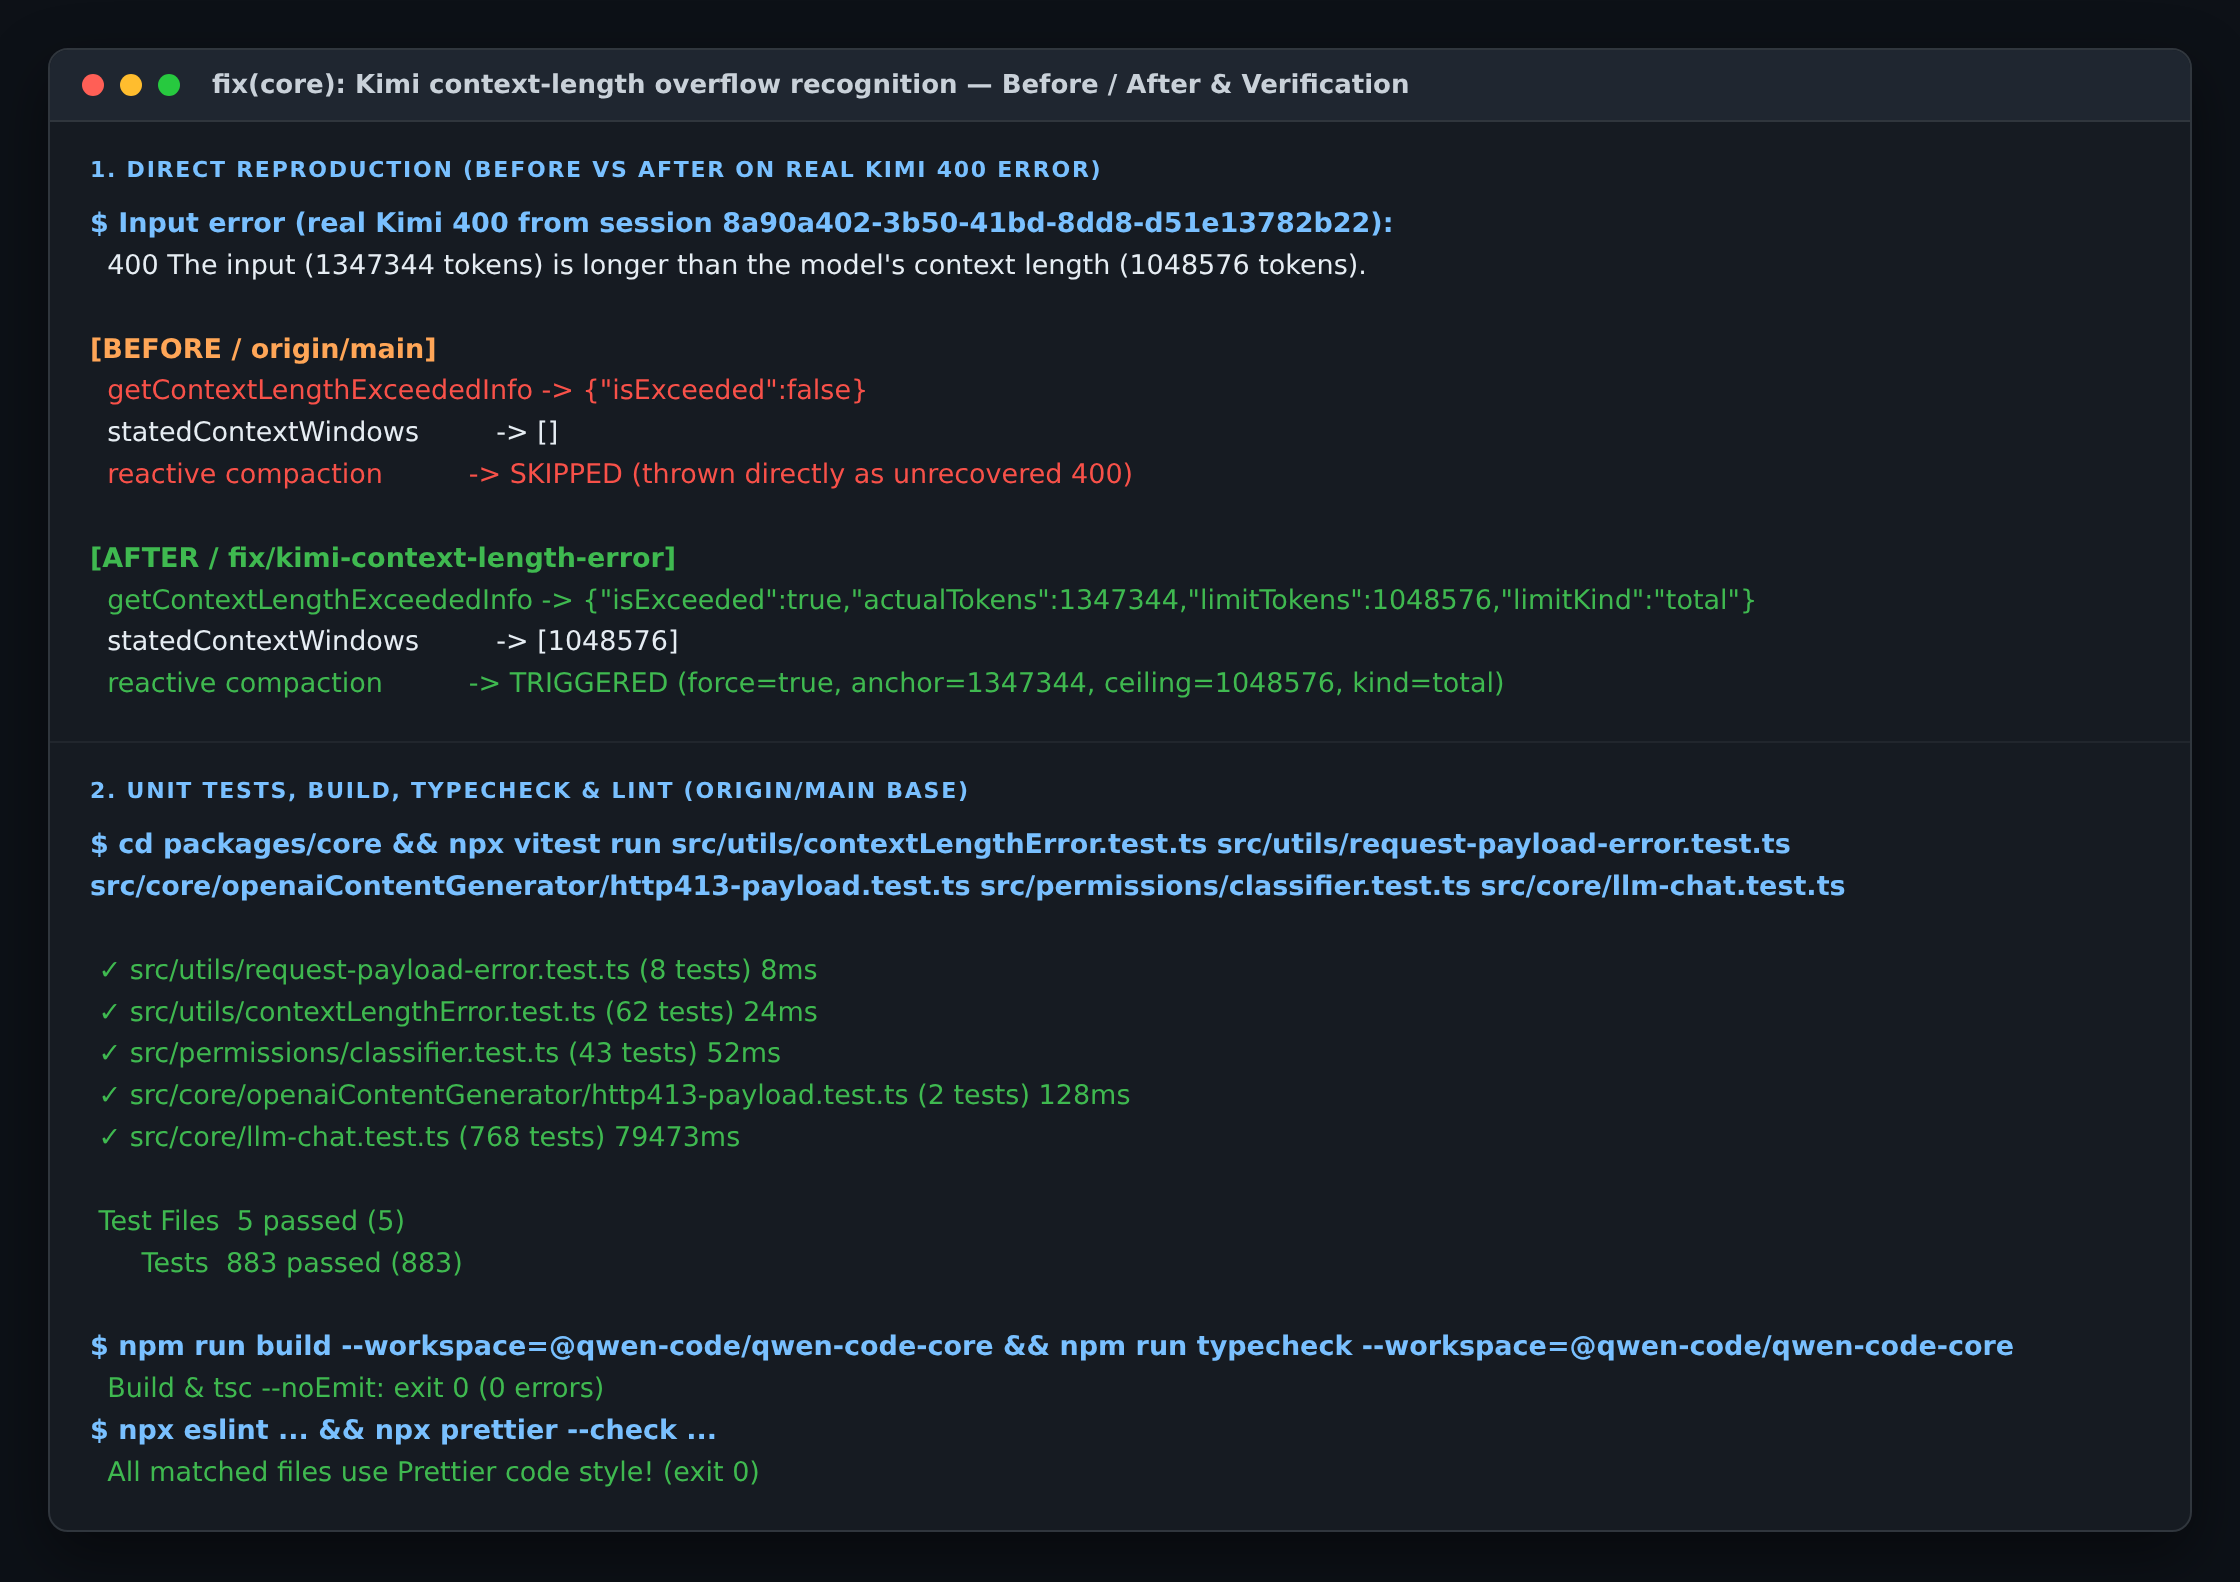 fix(core): Kimi context-length overflow recognition — Before / After & Verification
1. DIRECT REPRODUCTION (BEFORE VS AFTER ON REAL KIMI 400 ERROR)
$ Input error (real Kimi 400 from session 8a90a402-3b50-41bd-8dd8-d51e13782b22):
400 The input (1347344 tokens) is longer than the model's context length (1048576 tokens).
[BEFORE / origin/main]
getContextLengthExceededInfo -> {"isExceeded":false}
statedContextWindows -> []
reactive compaction -> SKIPPED (thrown directly as unrecovered 400)
[AFTER / fix/kimi-context-length-error]
getContextLengthExceededInfo -> {"isExceeded":true,"actualTokens":1347344,"limitTokens":1048576,"limitKind":"total"}
statedContextWindows -> [1048576]
reactive compaction -> TRIGGERED (force=true, anchor=1347344, ceiling=1048576, kind=total)
2. UNIT TESTS, BUILD, TYPECHECK & LINT (ORIGIN/MAIN BASE)
$ cd packages/core && npx vitest run src/utils/contextLengthError.test.ts src/utils/request-payload-error.test.ts
src/core/openaiContentGenerator/http413-payload.test.ts src/permissions/classifier.test.ts src/core/llm-chat.test.ts
✓ src/utils/request-payload-error.test.ts (8 tests) 8ms
✓ src/utils/contextLengthError.test.ts (62 tests) 24ms
✓ src/permissions/classifier.test.ts (43 tests) 52ms
✓ src/core/openaiContentGenerator/http413-payload.test.ts (2 tests) 128ms
✓ src/core/llm-chat.test.ts (768 tests) 79473ms
Test Files 5 passed (5)
Tests 883 passed (883)
$ npm run build --workspace=@qwen-code/qwen-code-core && npm run typecheck --workspace=@qwen-code/qwen-code-core
Build & tsc --noEmit: exit 0 (0 errors)
$ npx eslint ... && npx prettier --check ...
All matched files use Prettier code style! (exit 0)